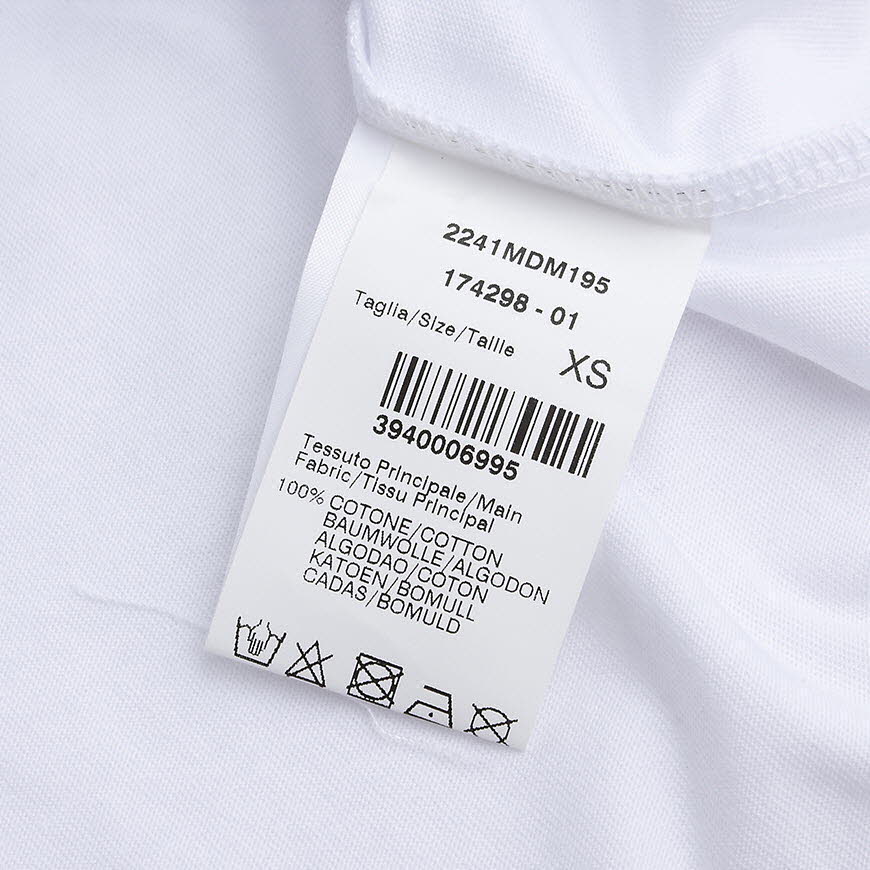 2241MDM195
174298 - 01
Taglia/Size/Taille
XS
3940006995
Tessuto Principale/Main
Fabric/Tissu Principal
100% COTONE/COTTON
BAUMWOLLE/ALGODON
ALGODAO/COTON
KATOEN/BOMULL
CADAS/BOMULD